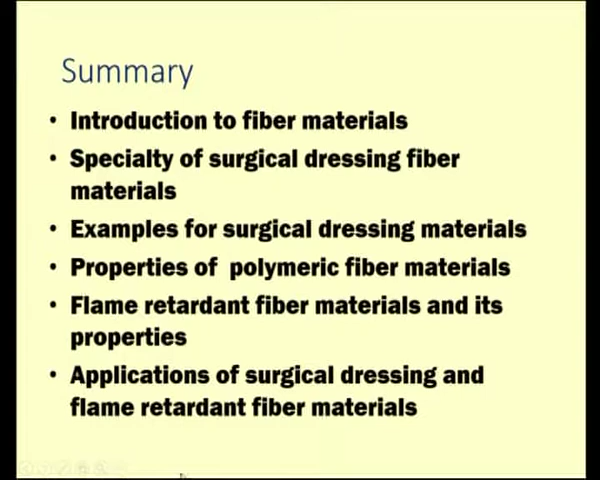 Summary
• Introduction to fiber materials
• Specialty of surgical dressing fiber
materials
• Examples for surgical dressing materials
• Properties of  polymeric fiber materials
• Flame retardant fiber materials and its
properties
• Applications of surgical dressing and
flame retardant fiber materials